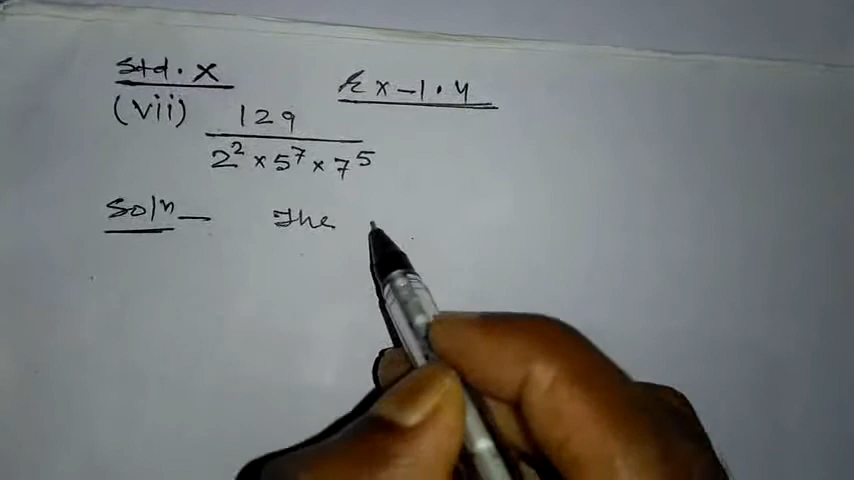 Std. X
Ex-1.4
(vii) 129
2² × 5⁷ × 7⁵
Solⁿ— The